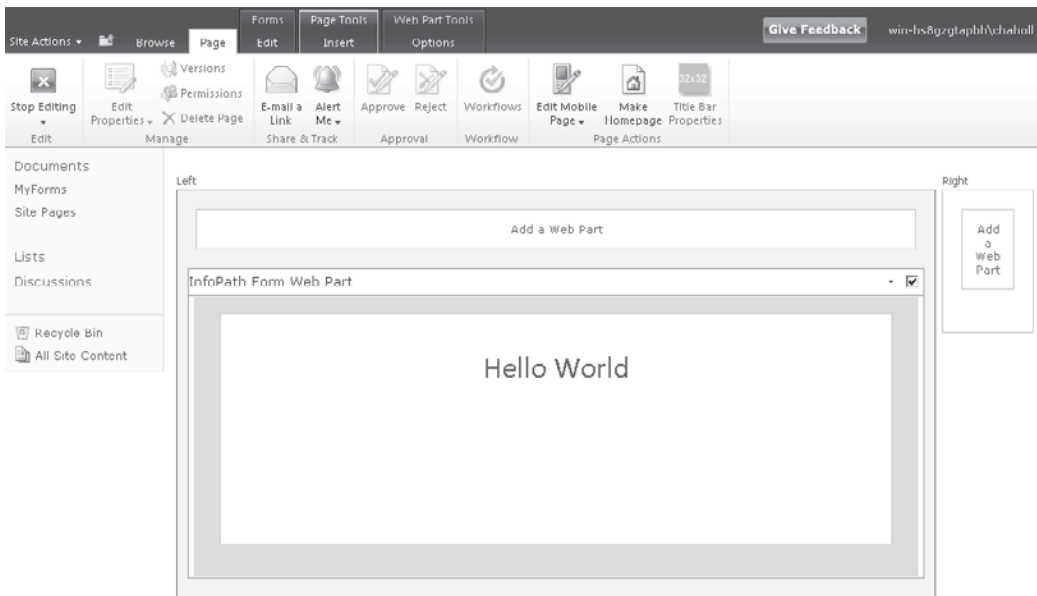 Forms
Page Tools
Web Part Tools
Site Actions
Browse
Page
Edit
Insert
Options
Give Feedback
win-hs8gzgtapbh\chaholl
Stop Editing
Edit Properties
Versions
Permissions
Delete Page
E-mail a Link
Alert Me
Approve
Reject
Workflows
Edit Mobile Page
Make Homepage
32x32
Title Bar Properties
Edit
Manage
Share & Track
Approval
Workflow
Page Actions
Documents
MyForms
Site Pages
Lists
Discussions
Recycle Bin
All Site Content
Left
Add a Web Part
InfoPath Form Web Part
Hello World
Right
Add
a
Web
Part